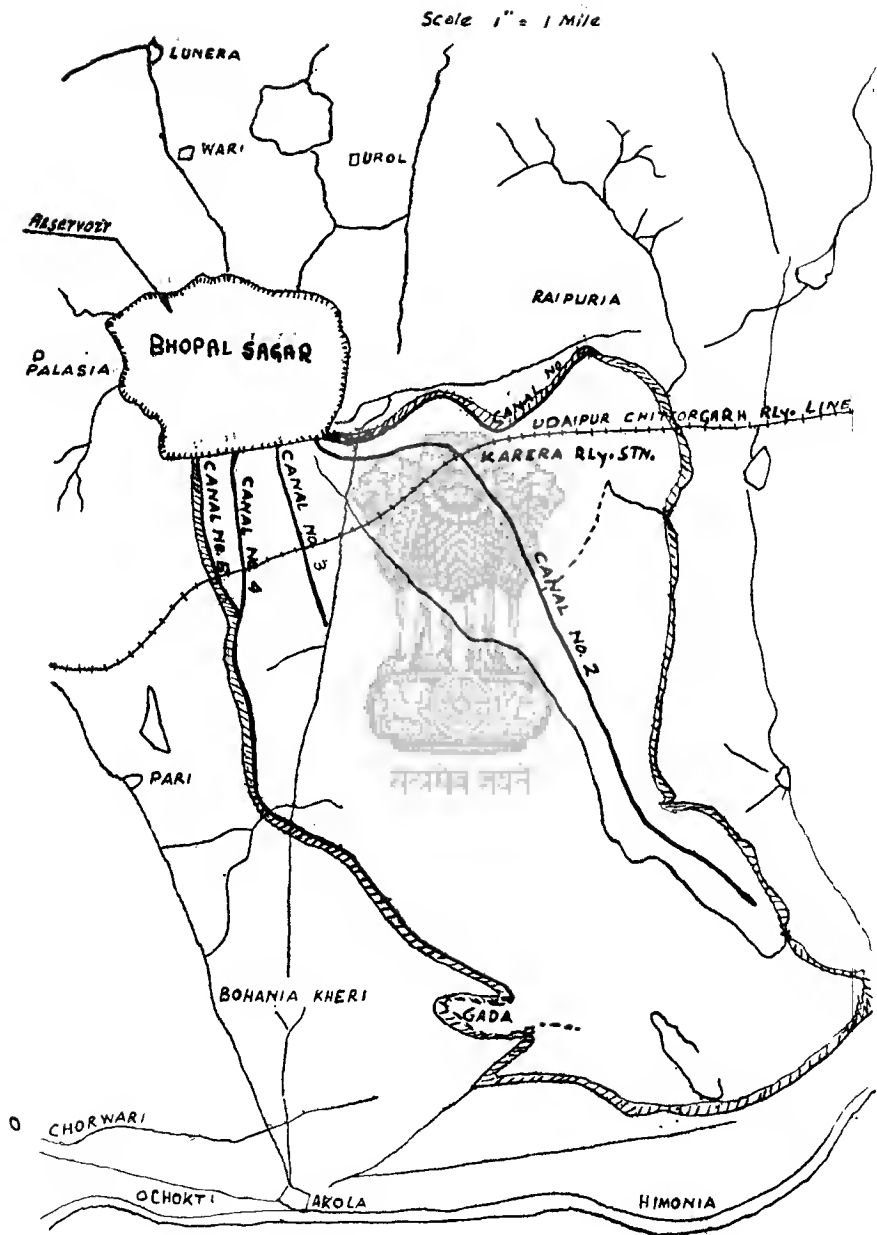 Scale 1" = 1 Mile
LUNERA
WARI
UROL
Reservoir
RAIPURIA
BHOPAL SAGAR
PALASIA
CANAL NO
UDAIPUR CHITTORGARH RLY. LINE
KARERA RLY. STN.
CANAL NO. 5
CANAL NO. 4
CANAL NO. 3
CANAL NO. 2
सत्यमेव जयते
PARI
BOHANIA KHERI
GADA
CHORWARI
CHOKTI
AKOLA
HIMONIA